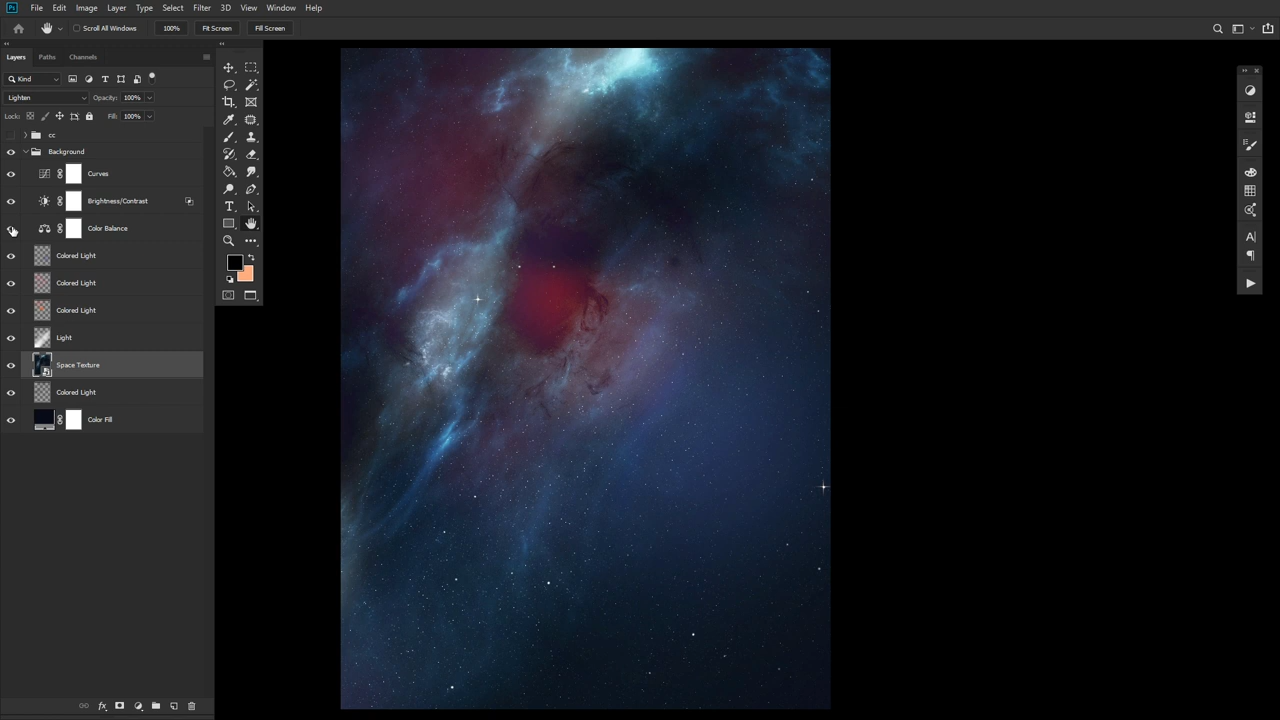 Ps File Edit Image Layer Type Select Filter 3D View Window Help
Scroll All Windows 100% Fit Screen Fill Screen
Layers Paths Channels
Kind
Lighten Opacity: 100%
Lock: Fill: 100%
cc
Background
Curves
Brightness/Contrast
Color Balance
Colored Light
Colored Light
Colored Light
Light
Space Texture
Colored Light
Color Fill